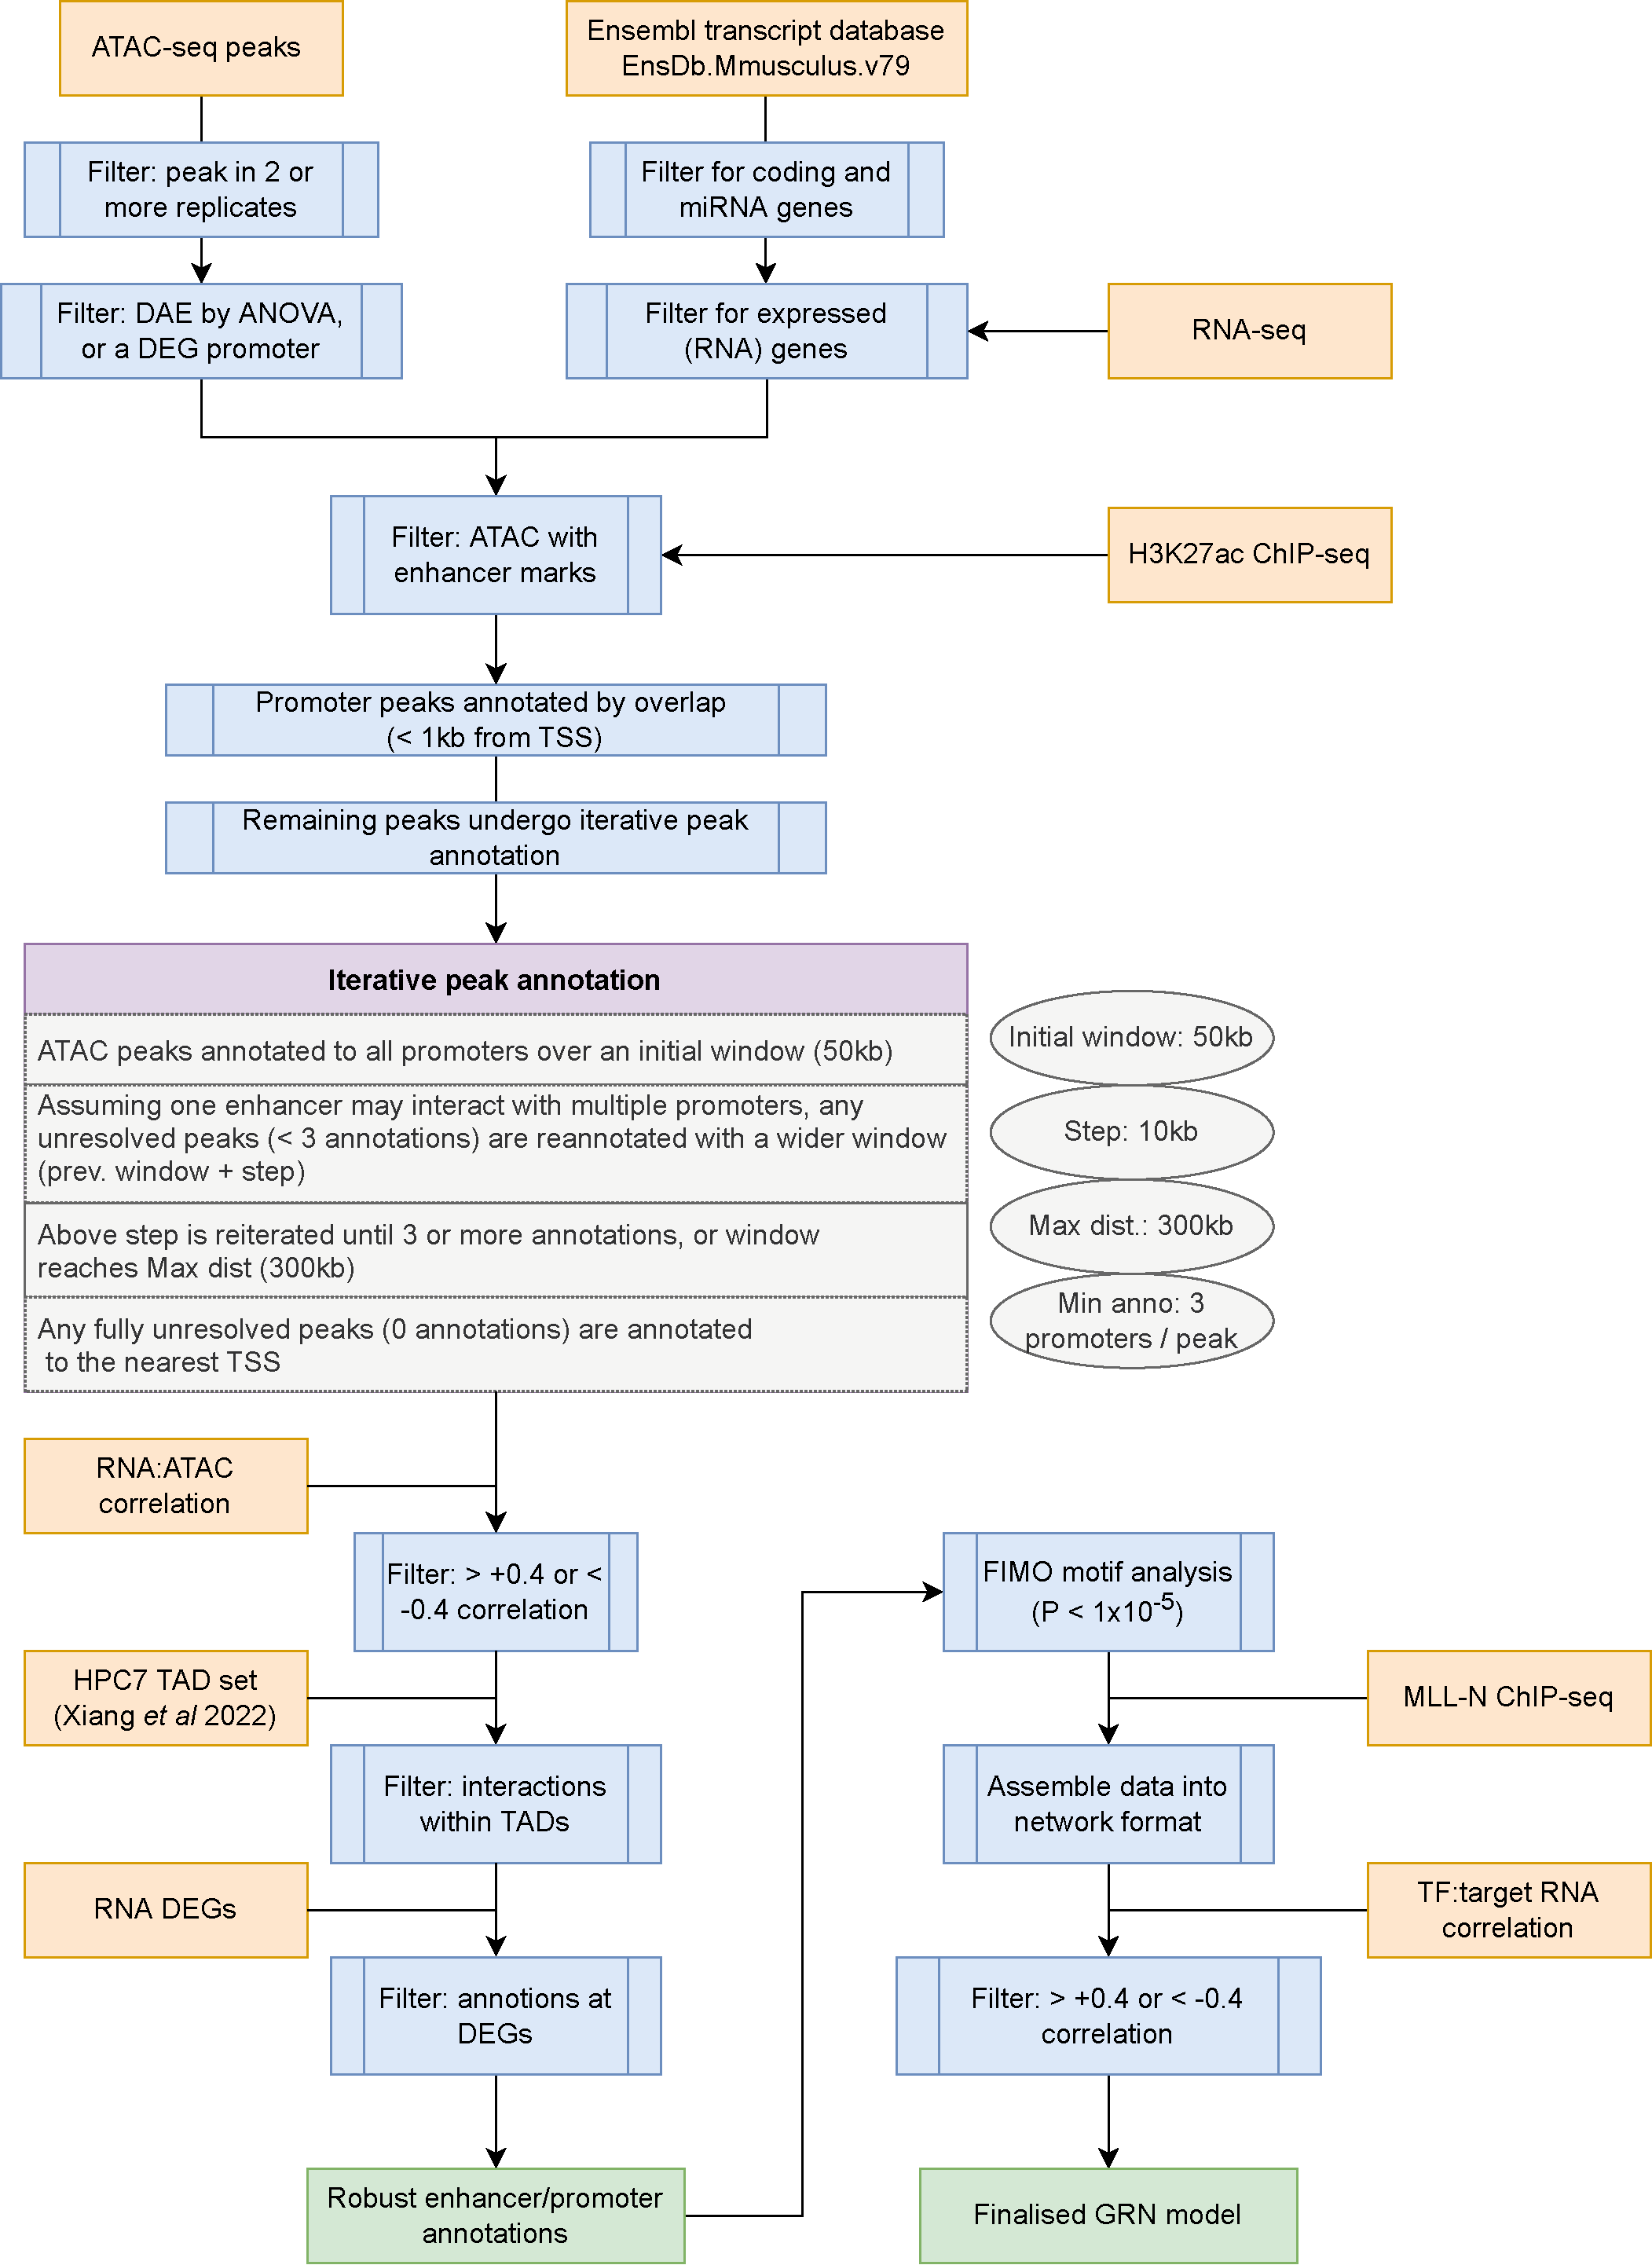 ATAC-seq peaks
Ensembl transcript database
EnsDb.Mmusculus.v79
Filter: peak in 2 or
more replicates
Filter for coding and
miRNA genes
Filter: DAE by ANOVA,
or a DEG promoter
Filter for expressed
(RNA) genes
RNA-seq
Filter: ATAC with
enhancer marks
H3K27ac ChIP-seq
Promoter peaks annotated by overlap
(< 1kb from TSS)
Remaining peaks undergo iterative peak
annotation
Iterative peak annotation
ATAC peaks annotated to all promoters over an initial window (50kb)
Assuming one enhancer may interact with multiple promoters, any
unresolved peaks (< 3 annotations) are reannotated with a wider window
(prev. window + step)
Above step is reiterated until 3 or more annotations, or window
reaches Max dist (300kb)
Any fully unresolved peaks (0 annotations) are annotated
to the nearest TSS
Initial window: 50kb
Step: 10kb
Max dist.: 300kb
Min anno: 3
promoters / peak
RNA:ATAC
correlation
Filter: > +0.4 or <
-0.4 correlation
HPC7 TAD set
(Xiang et al 2022)
Filter: interactions
within TADs
RNA DEGs
Filter: annotions at
DEGs
Robust enhancer/promoter
annotations
FIMO motif analysis
(P < 1x10⁻⁵)
MLL-N ChIP-seq
Assemble data into
network format
TF:target RNA
correlation
Filter: > +0.4 or < -0.4
correlation
Finalised GRN model